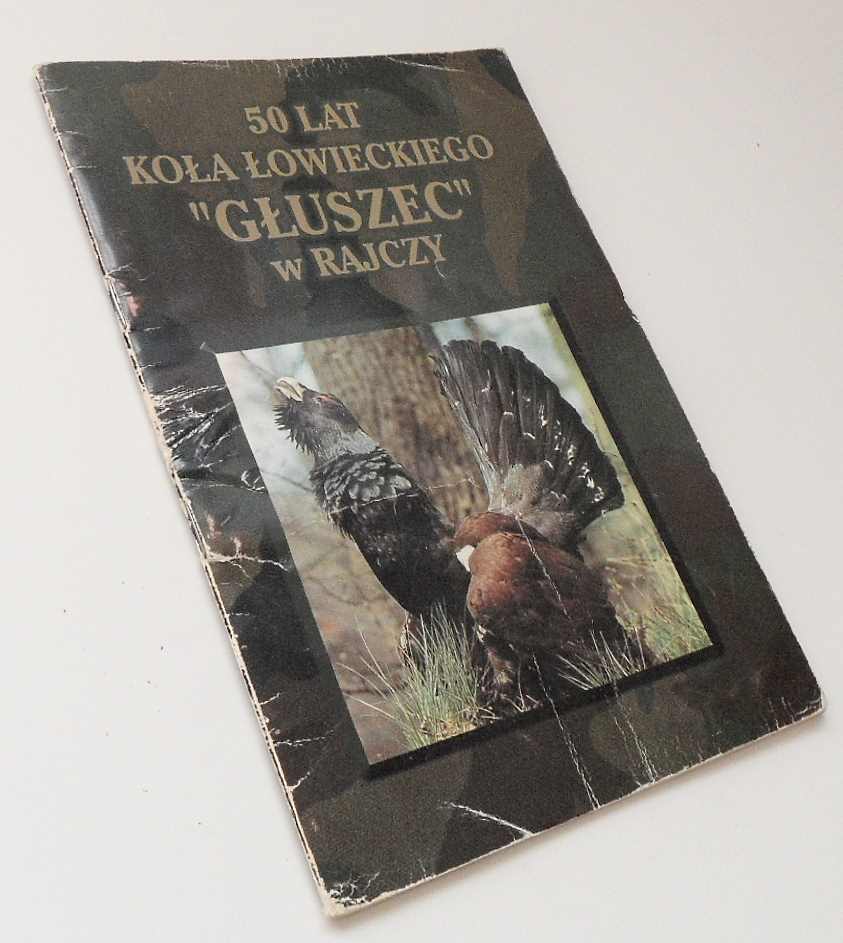 50 LAT
KOŁA ŁOWIECKIEGO
"GŁUSZEC"
w RAJCZY